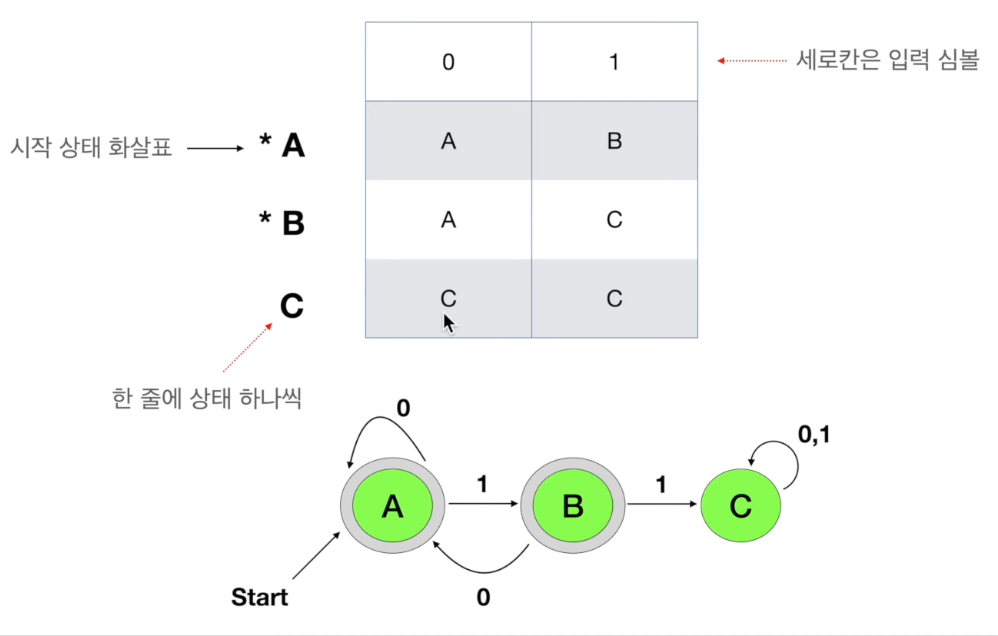 0 1
세로칸은 입력 심볼
시작 상태 화살표
* A A B
* B A C
C C C
한 줄에 상태 하나씩
0
0,1
1
1
A B C
Start
0